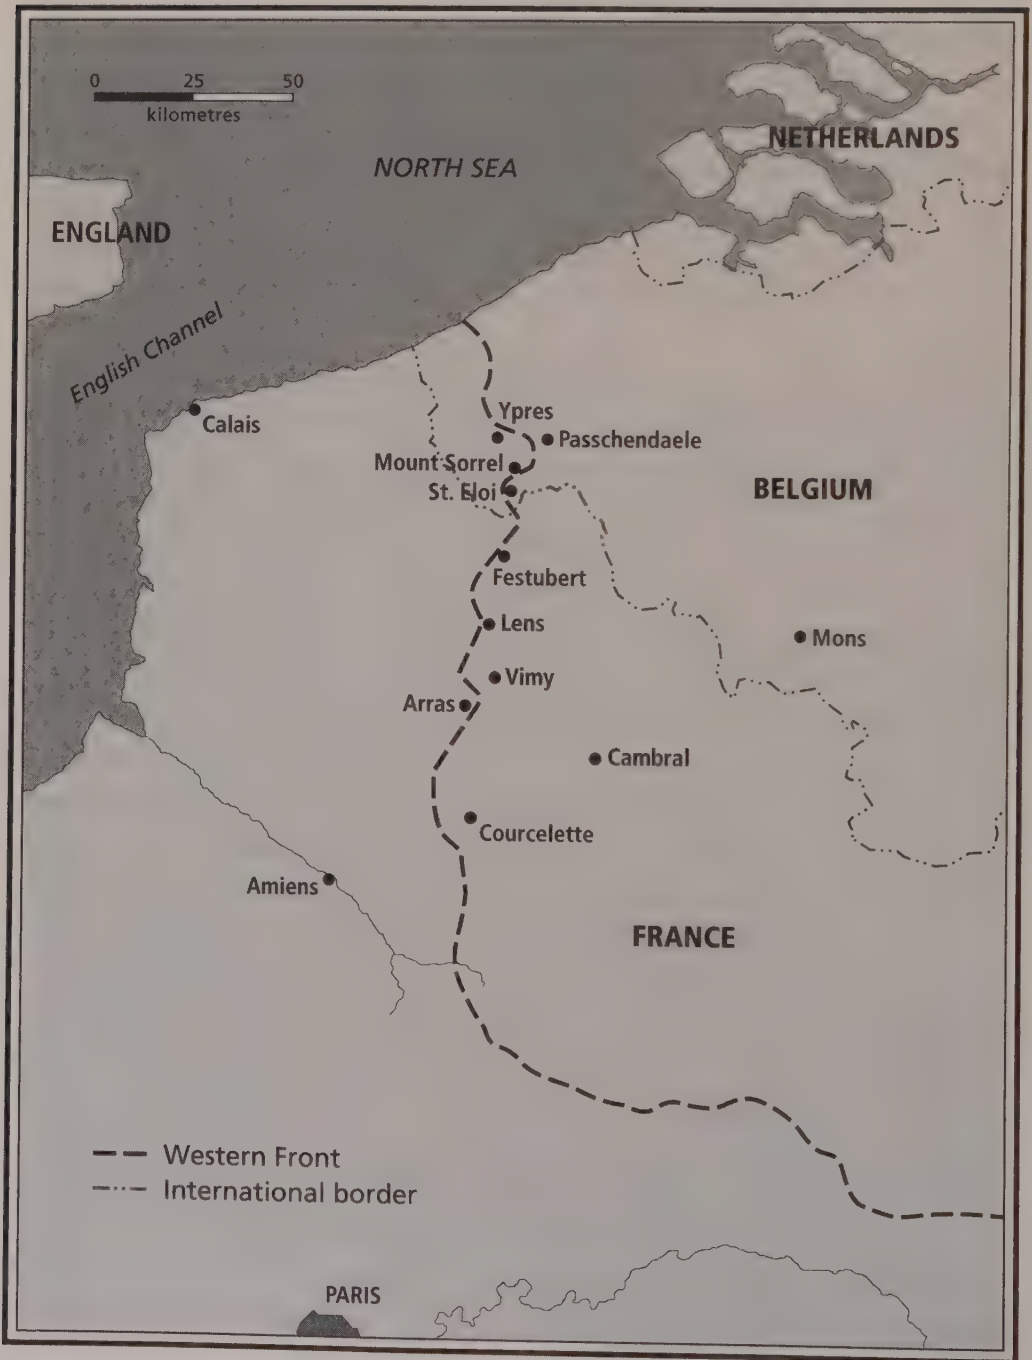 0 25 50
kilometres
NORTH SEA
NETHERLANDS
ENGLAND
English Channel
Calais
Ypres
Passchendaele
Mount Sorrel
St. Eloi
BELGIUM
Festubert
Lens
Mons
Vimy
Arras
Cambral
Courcelette
Amiens
FRANCE
Western Front
International border
PARIS